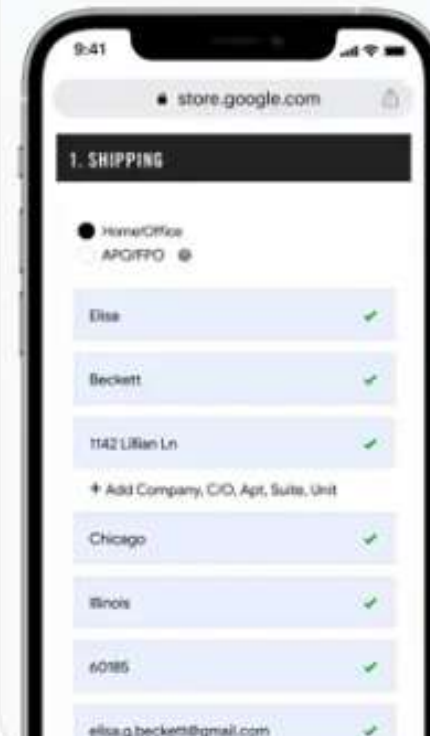 9:41
store.google.com
1. SHIPPING
Home/Office
APO/FPO
Elisa
Beckett
1142 Lillian Ln
+ Add Company, C/O, Apt, Suite, Unit
Chicago
Illinois
60185
elisa.g.beckett@gmail.com